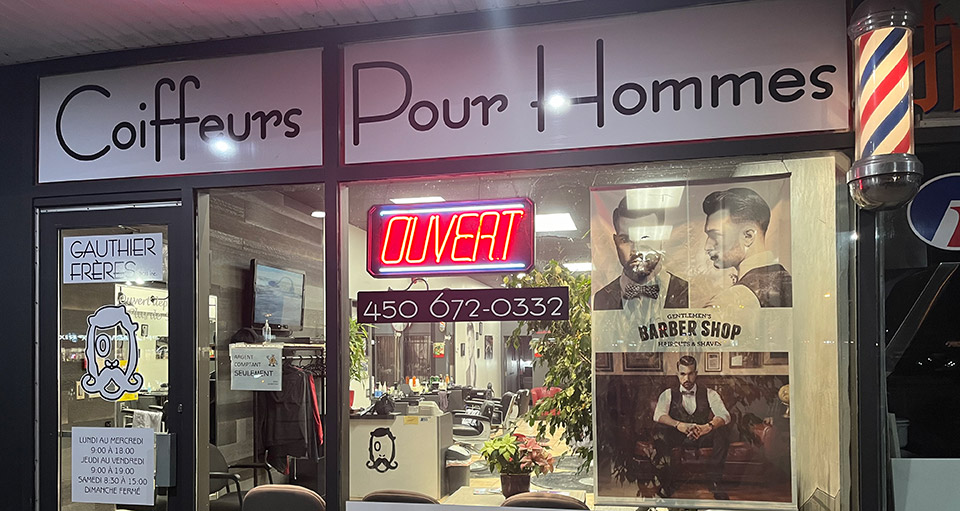 Coiffeurs Pour Hommes
GAUTHIER
FRÈRES
OUVERT
450 672-0332
ARGENT
COMPTANT
SEULEMENT
GENTLEMEN'S
BARBER SHOP
HAIRCUTS & SHAVES
LUNDI AU MERCREDI
9:00 À 18:00
JEUDI AU VENDREDI
9:00 À 19:00
SAMEDI 8:30 À 15:00
DIMANCHE FERMÉ